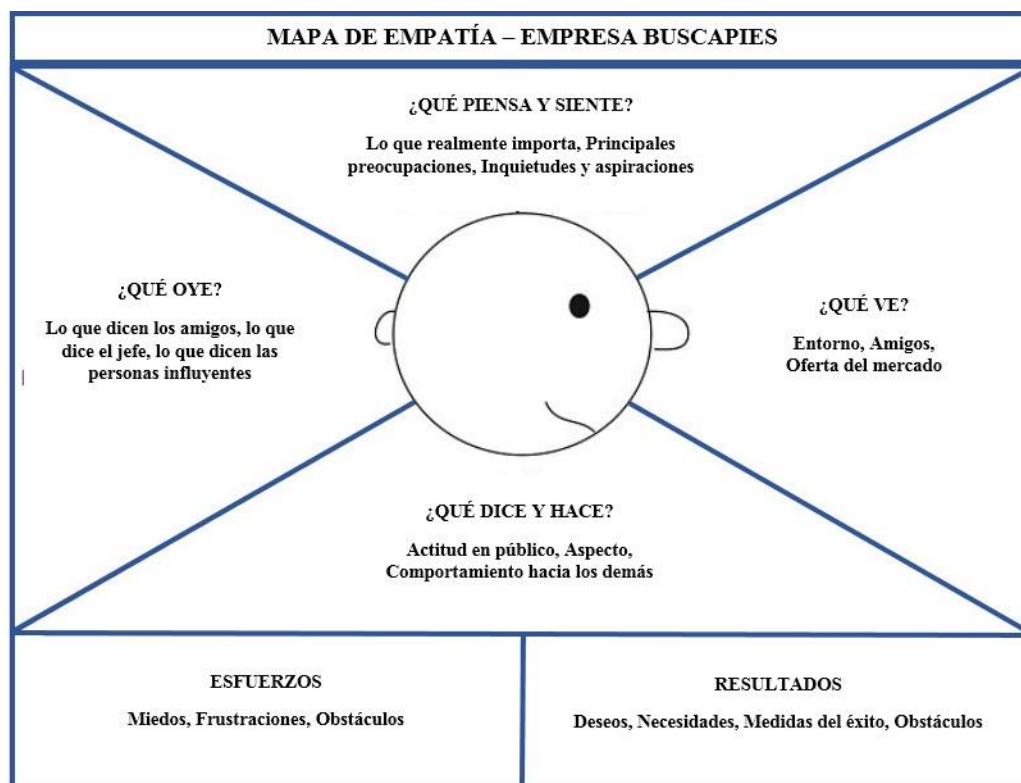 MAPA DE EMPATÍA – EMPRESA BUSCAPIES
¿QUÉ PIENSA Y SIENTE?
Lo que realmente importa, Principales
preocupaciones, Inquietudes y aspiraciones
¿QUÉ OYE?
Lo que dicen los amigos, lo que
dice el jefe, lo que dicen las
personas influyentes
¿QUÉ VE?
Entorno, Amigos,
Oferta del mercado
¿QUÉ DICE Y HACE?
Actitud en público, Aspecto,
Comportamiento hacia los demás
ESFUERZOS
Miedos, Frustraciones, Obstáculos
RESULTADOS
Deseos, Necesidades, Medidas del éxito, Obstáculos